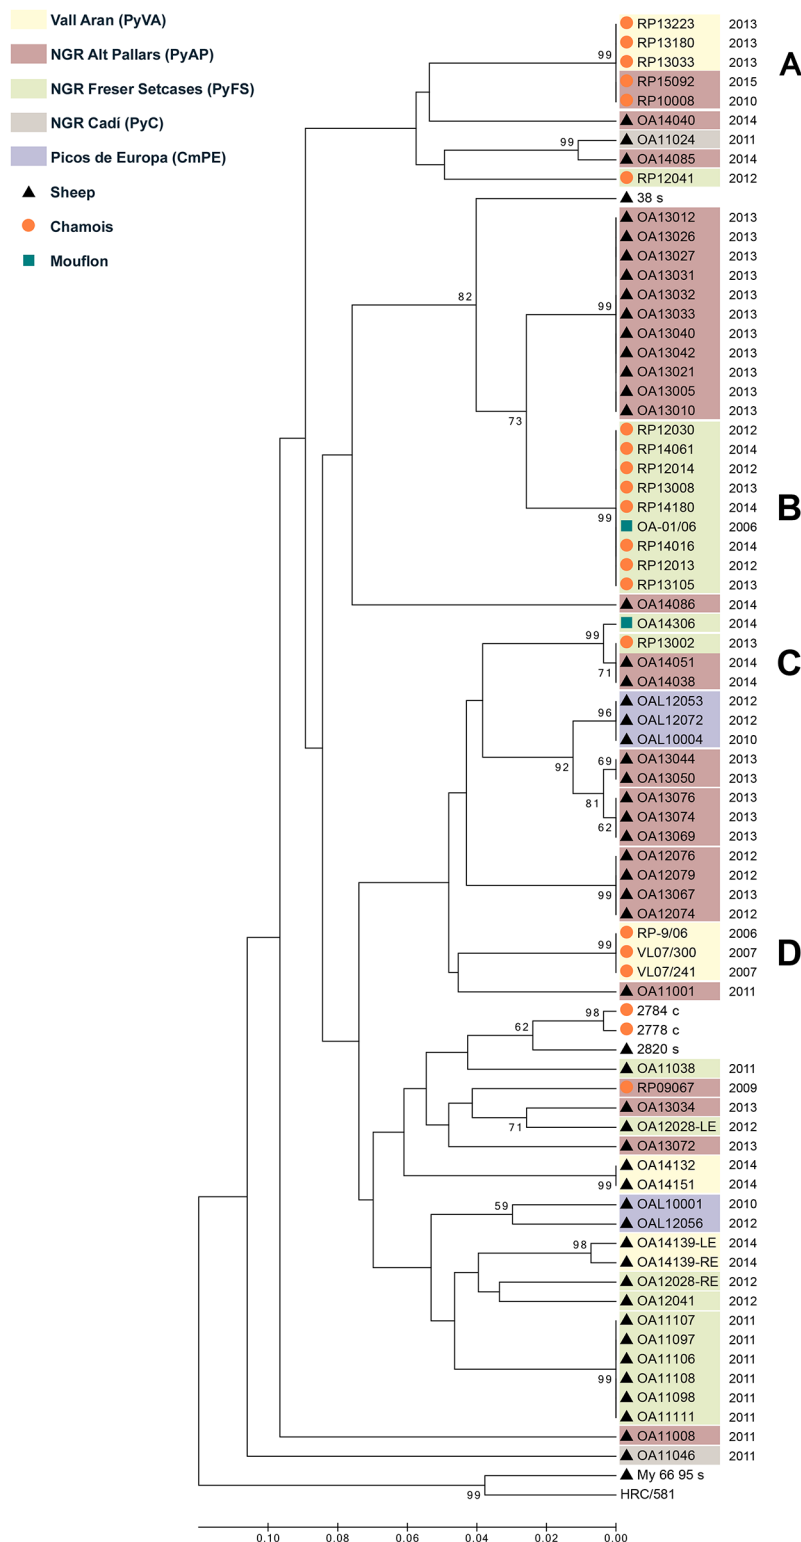 Vall Aran (PyVA)
NGR Alt Pallars (PyAP)
NGR Freser Setcases (PyFS)
NGR Cadí (PyC)
Picos de Europa (CmPE)
Sheep
Chamois
Mouflon
RP13223 2013
RP13180 2013
99 RP13033 2013
A
RP15092 2015
RP10008 2010
OA14040 2014
99 OA11024 2011
OA14085 2014
RP12041 2012
38 s
OA13012 2013
OA13026 2013
OA13027 2013
OA13031 2013
82 OA13032 2013
99 OA13033 2013
OA13040 2013
OA13042 2013
OA13021 2013
OA13005 2013
OA13010 2013
73 RP12030 2012
RP14061 2014
RP12014 2012
RP13008 2013
RP14180 2014
B
99 OA-01/06 2006
RP14016 2014
RP12013 2012
RP13105 2013
OA14086 2014
OA14306 2014
99 RP13002 2013
OA14051 2014
C
71 OA14038 2014
OAL12053 2012
96 OAL12072 2012
OAL10004 2010
69 OA13044 2013
92 OA13050 2013
81 OA13076 2013
OA13074 2013
62 OA13069 2013
OA12076 2012
OA12079 2012
99 OA13067 2013
OA12074 2012
RP-9/06 2006
99 VL07/300 2007
D
VL07/241 2007
OA11001 2011
98 2784 c
62 2778 c
2820 s
OA11038 2011
RP09067 2009
OA13034 2013
71 OA12028-LE 2012
OA13072 2013
OA14132 2014
99 OA14151 2014
59 OAL10001 2010
OAL12056 2012
98 OA14139-LE 2014
OA14139-RE 2014
OA12028-RE 2012
OA12041 2012
OA11107 2011
OA11097 2011
OA11106 2011
99 OA11108 2011
OA11098 2011
OA11111 2011
OA11008 2011
OA11046 2011
My 66 95 s
99 HRC/581
0.10 0.08 0.06 0.04 0.02 0.00